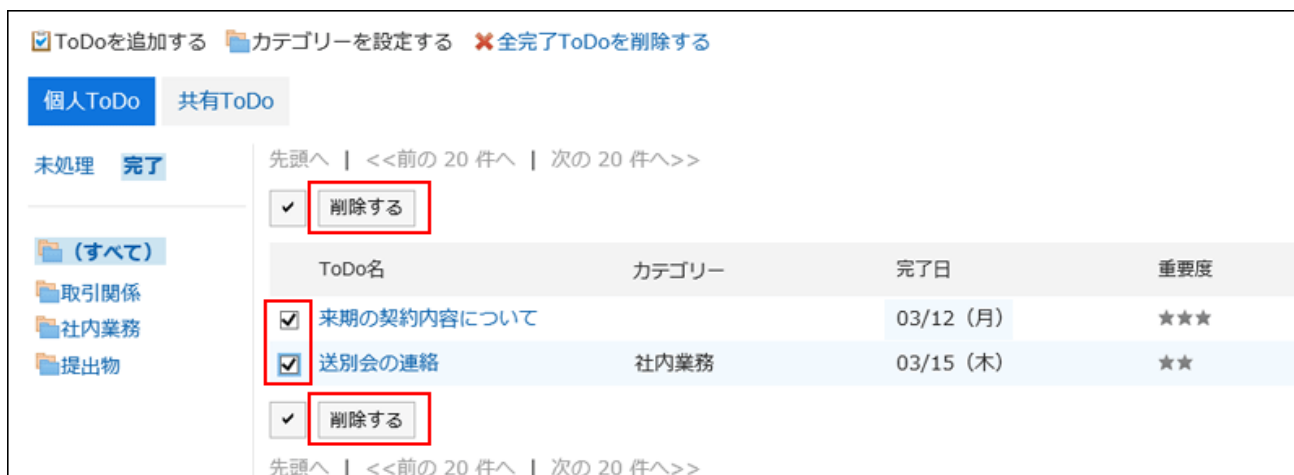 ToDoを追加する カテゴリーを設定する 全完了ToDoを削除する
個人ToDo 共有ToDo
未処理 完了
(すべて)
取引関係
社内業務
提出物
先頭へ | <<前の 20 件へ | 次の 20 件へ>>
削除する
ToDo名 カテゴリー 完了日 重要度
来期の契約内容について 03/12(月) ★★★
送別会の連絡 社内業務 03/15(木) ★★
削除する
先頭へ | <<前の 20 件へ | 次の 20 件へ>>